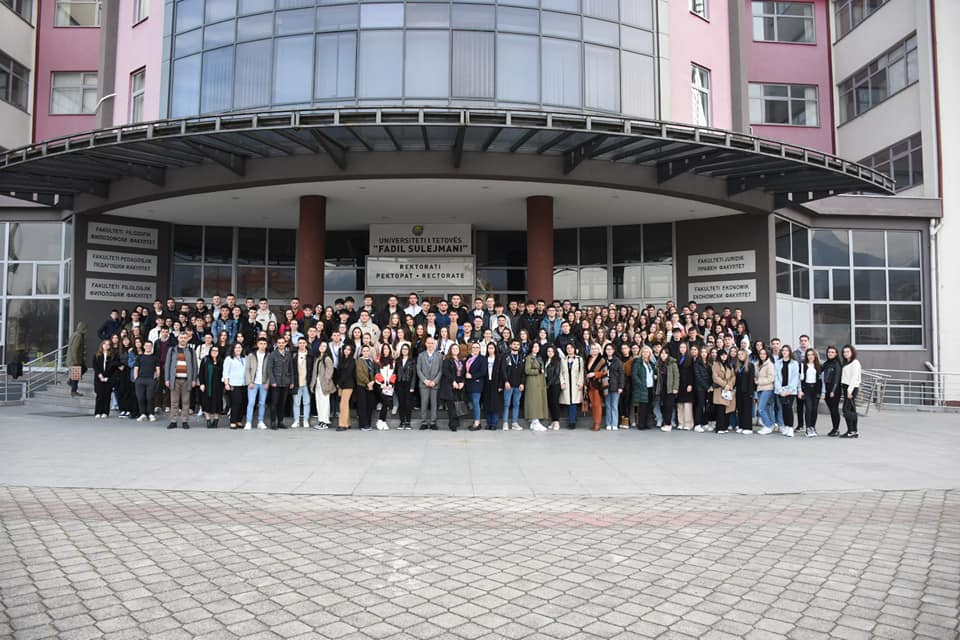 FAKULTETI FILOZOFIK
ФИЛОЗОФСКИ ФАКУЛТЕТ
FAKULTETI PEDAGOGJIK
ПЕДАГОШКИ ФАКУЛТЕТ
FAKULTETI FILOLOGJIK
ФИЛОЛОШКИ ФАКУЛТЕТ
UNIVERSITETI I TETOVËS
"FADIL SULEJMANI"
REKTORATI
РЕКТОРАТ • RECTORATE
FAKULTETI JURIDIK
ПРАВЕН ФАКУЛТЕТ
FAKULTETI EKONOMIK
ЕКОНОМСКИ ФАКУЛТЕТ